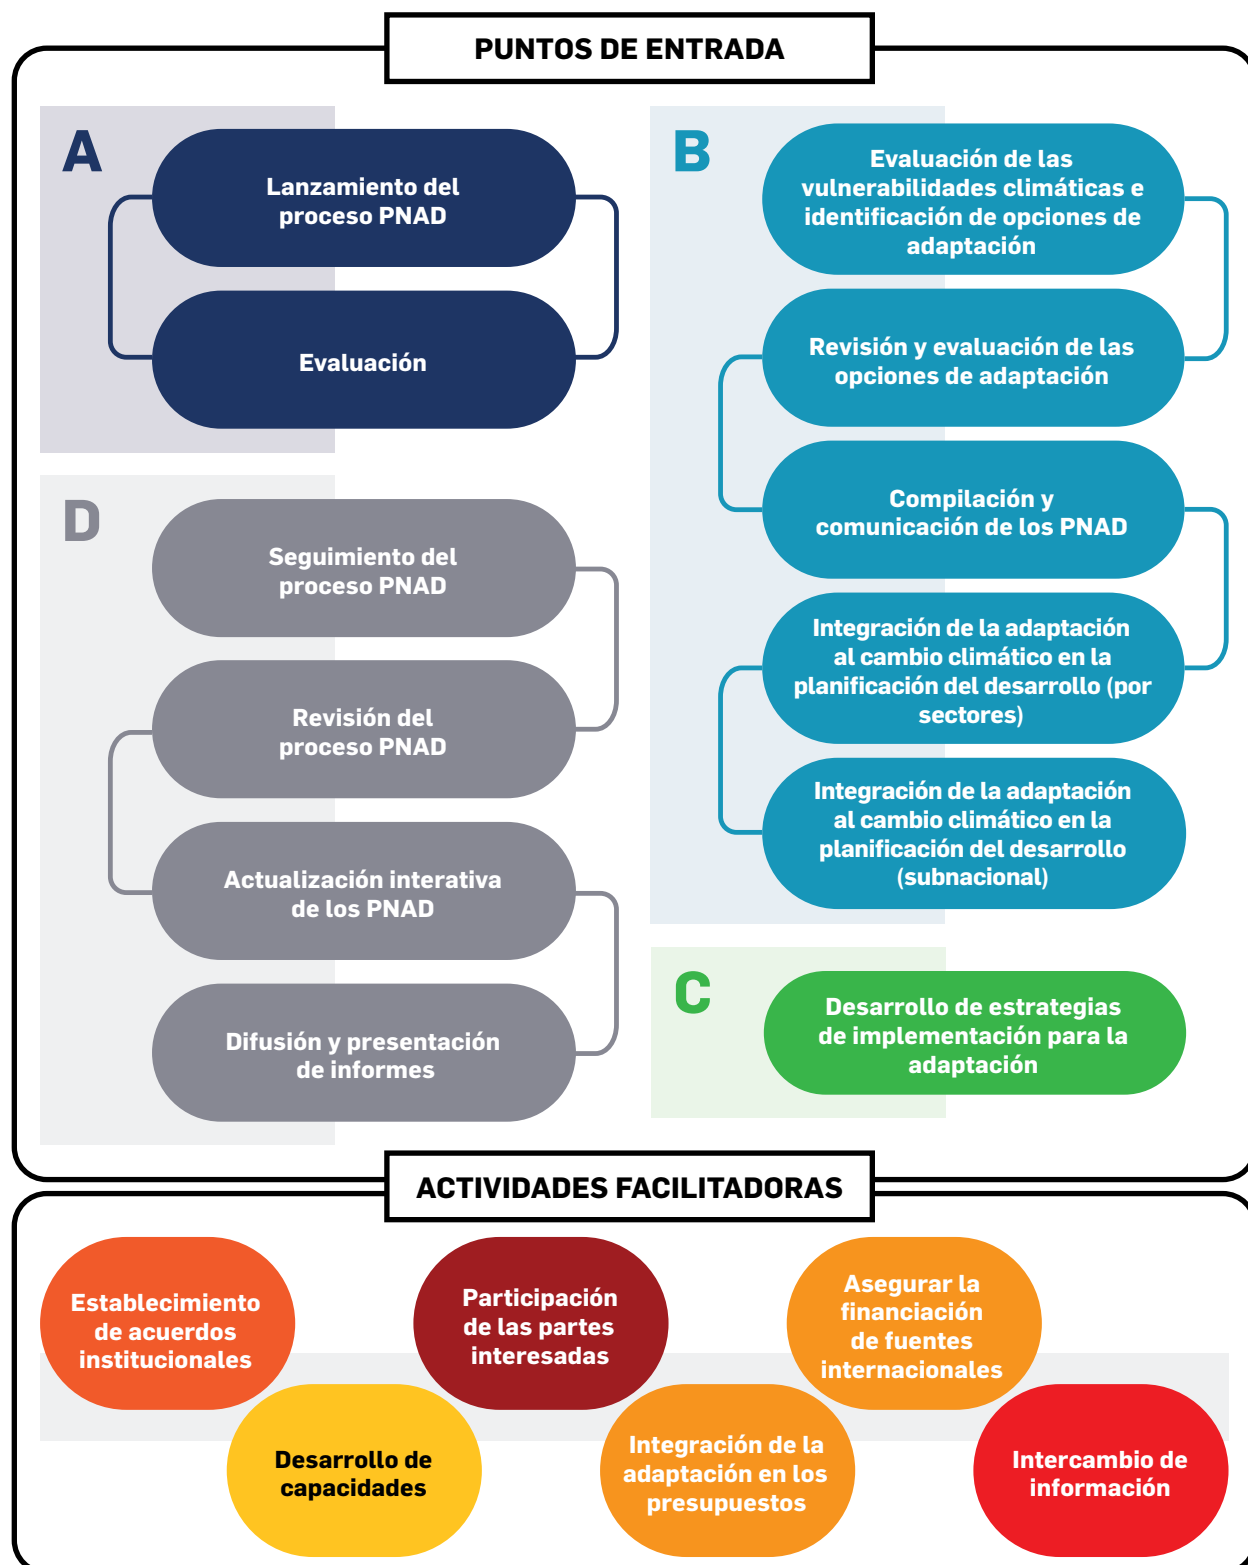 PUNTOS DE ENTRADA
A
Lanzamiento del
proceso PNAD
Evaluación
B
Evaluación de las
vulnerabilidades climáticas e
identificación de opciones de
adaptación
Revisión y evaluación de las
opciones de adaptación
Compilación y
comunicación de los PNAD
Integración de la adaptación
al cambio climático en la
planificación del desarrollo (por
sectores)
Integración de la adaptación
al cambio climático en la
planificación del desarrollo
(subnacional)
C
Desarrollo de estrategias
de implementación para la
adaptación
D
Seguimiento del
proceso PNAD
Revisión del
proceso PNAD
Actualización interativa
de los PNAD
Difusión y presentación
de informes
ACTIVIDADES FACILITADORAS
Establecimiento
de acuerdos
institucionales
Desarrollo de
capacidades
Participación
de las partes
interesadas
Integración de la
adaptación en los
presupuestos
Asegurar la
financiación
de fuentes
internacionales
Intercambio de
información